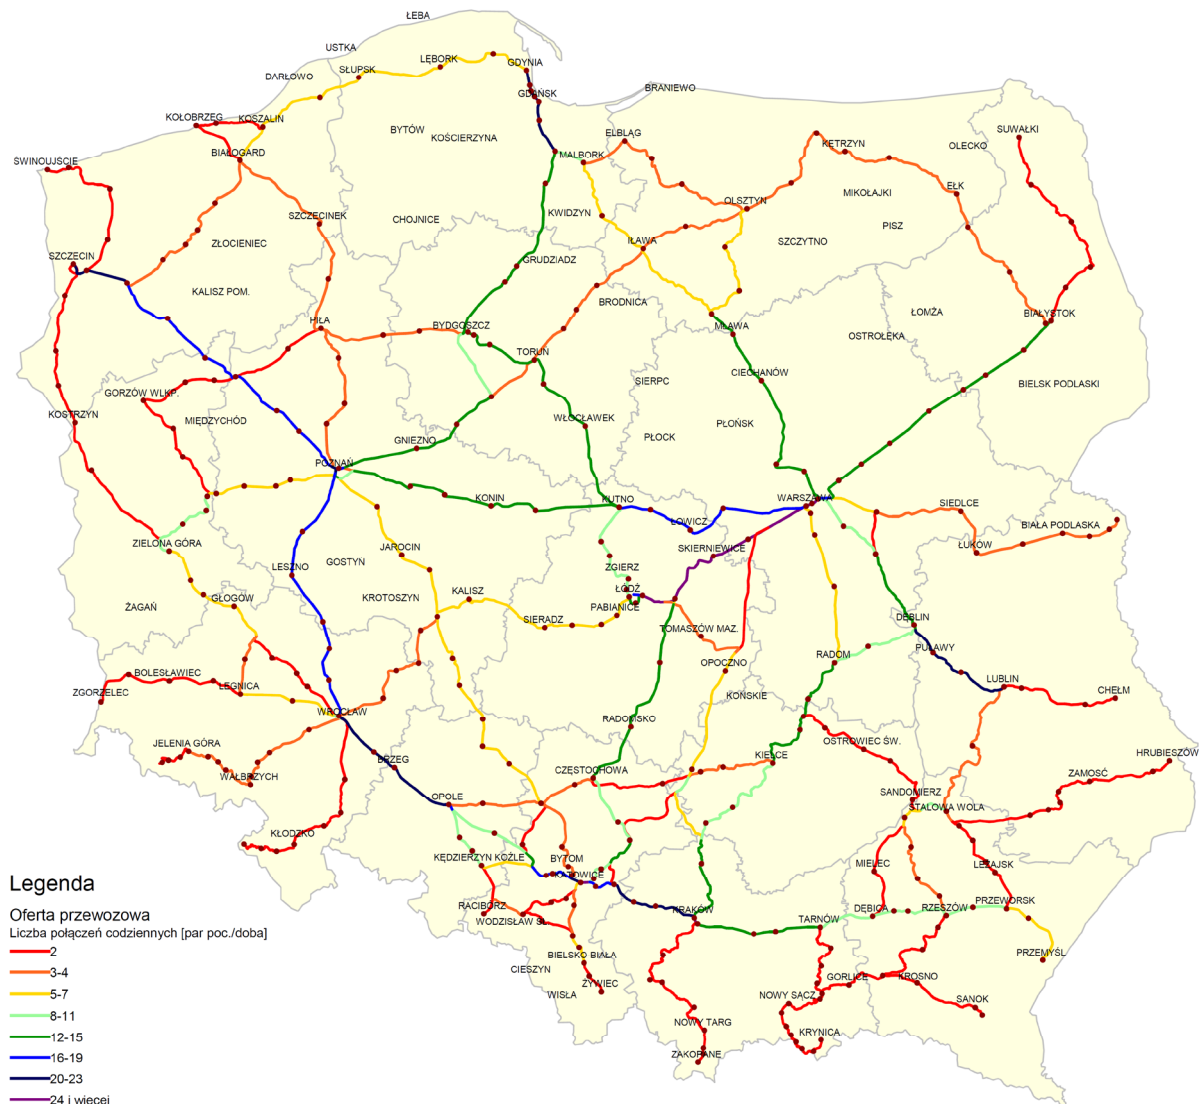 ŁEBA
USTKA
LĘBORK
GDYNIA
DARŁOWO
SŁUPSK
GDAŃSK
BRANIEWO
KOŁOBRZEG
KOSZALIN
BYTÓW
KOŚCIERZYNA
ELBLĄG
SUWAŁKI
KĘTRZYN
OLECKO
BIAŁOGARD
MALBORK
ŚWINOUJŚCIE
MIKOŁAJKI
EŁK
OLSZTYN
SZCZECINEK
CHOJNICE
KWIDZYN
PISZ
ZŁOCIENIEC
IŁAWA
SZCZYTNO
SZCZECIN
GRUDZIADZ
KALISZ POM.
BRODNICA
ŁOMŻA
BIAŁYSTOK
PIŁA
BYDGOSZCZ
MŁAWA
OSTROŁĘKA
TORUŃ
CIECHANÓW
SIERPC
BIELSK PODLASKI
GORZÓW WLKP.
KOSTRZYN
MIĘDZYCHÓD
WŁOCŁAWEK
PŁOŃSK
GNIEZNO
PŁOCK
POZNAŃ
KONIN
KUTNO
WARSZAWA
SIEDLCE
ŁOWICZ
BIAŁA PODLASKA
ZIELONA GÓRA
JAROCIN
SKIERNIEWICE
ŁUKÓW
GOSTYN
LESZNO
ZGIERZ
ŁÓDŹ
KALISZ
KROTOSZYN
GŁOGÓW
ŻAGAŃ
PABIANICE
SIERADZ
DĘBLIN
TOMASZÓW MAZ.
PUŁAWY
RADOM
OPOCZNO
BOLESŁAWIEC
LUBLIN
ZGORZELEC
LEGNICA
CHEŁM
KOŃSKIE
WROCŁAW
RADOMSKO
OSTROWIEC ŚW.
JELENIA GÓRA
KIELCE
HRUBIESZÓW
BRZEG
WAŁBRZYCH
CZĘSTOCHOWA
ZAMOŚĆ
OPOLE
SANDOMIERZ
STALOWA WOLA
KŁODZKO
KĘDZIERZYN KOŹLE
BYTOM
MIELEC
LEŻAJSK
KATOWICE
Legenda
RACIBÓRZ
WODZISŁAW ŚL.
KRAKÓW
TARNÓW
DĘBICA
RZESZÓW
PRZEWORSK
Oferta przewozowa
Liczba połączeń codziennych [par poc./doba]
2
BIELSKO BIAŁA
PRZEMYŚL
3-4
CIESZYN
GORLICE
KROSNO
ŻYWIEC
5-7
WISŁA
NOWY SĄCZ
SANOK
8-11
NOWY TARG
KRYNICA
12-15
16-19
ZAKOPANE
20-23
24 i więcej